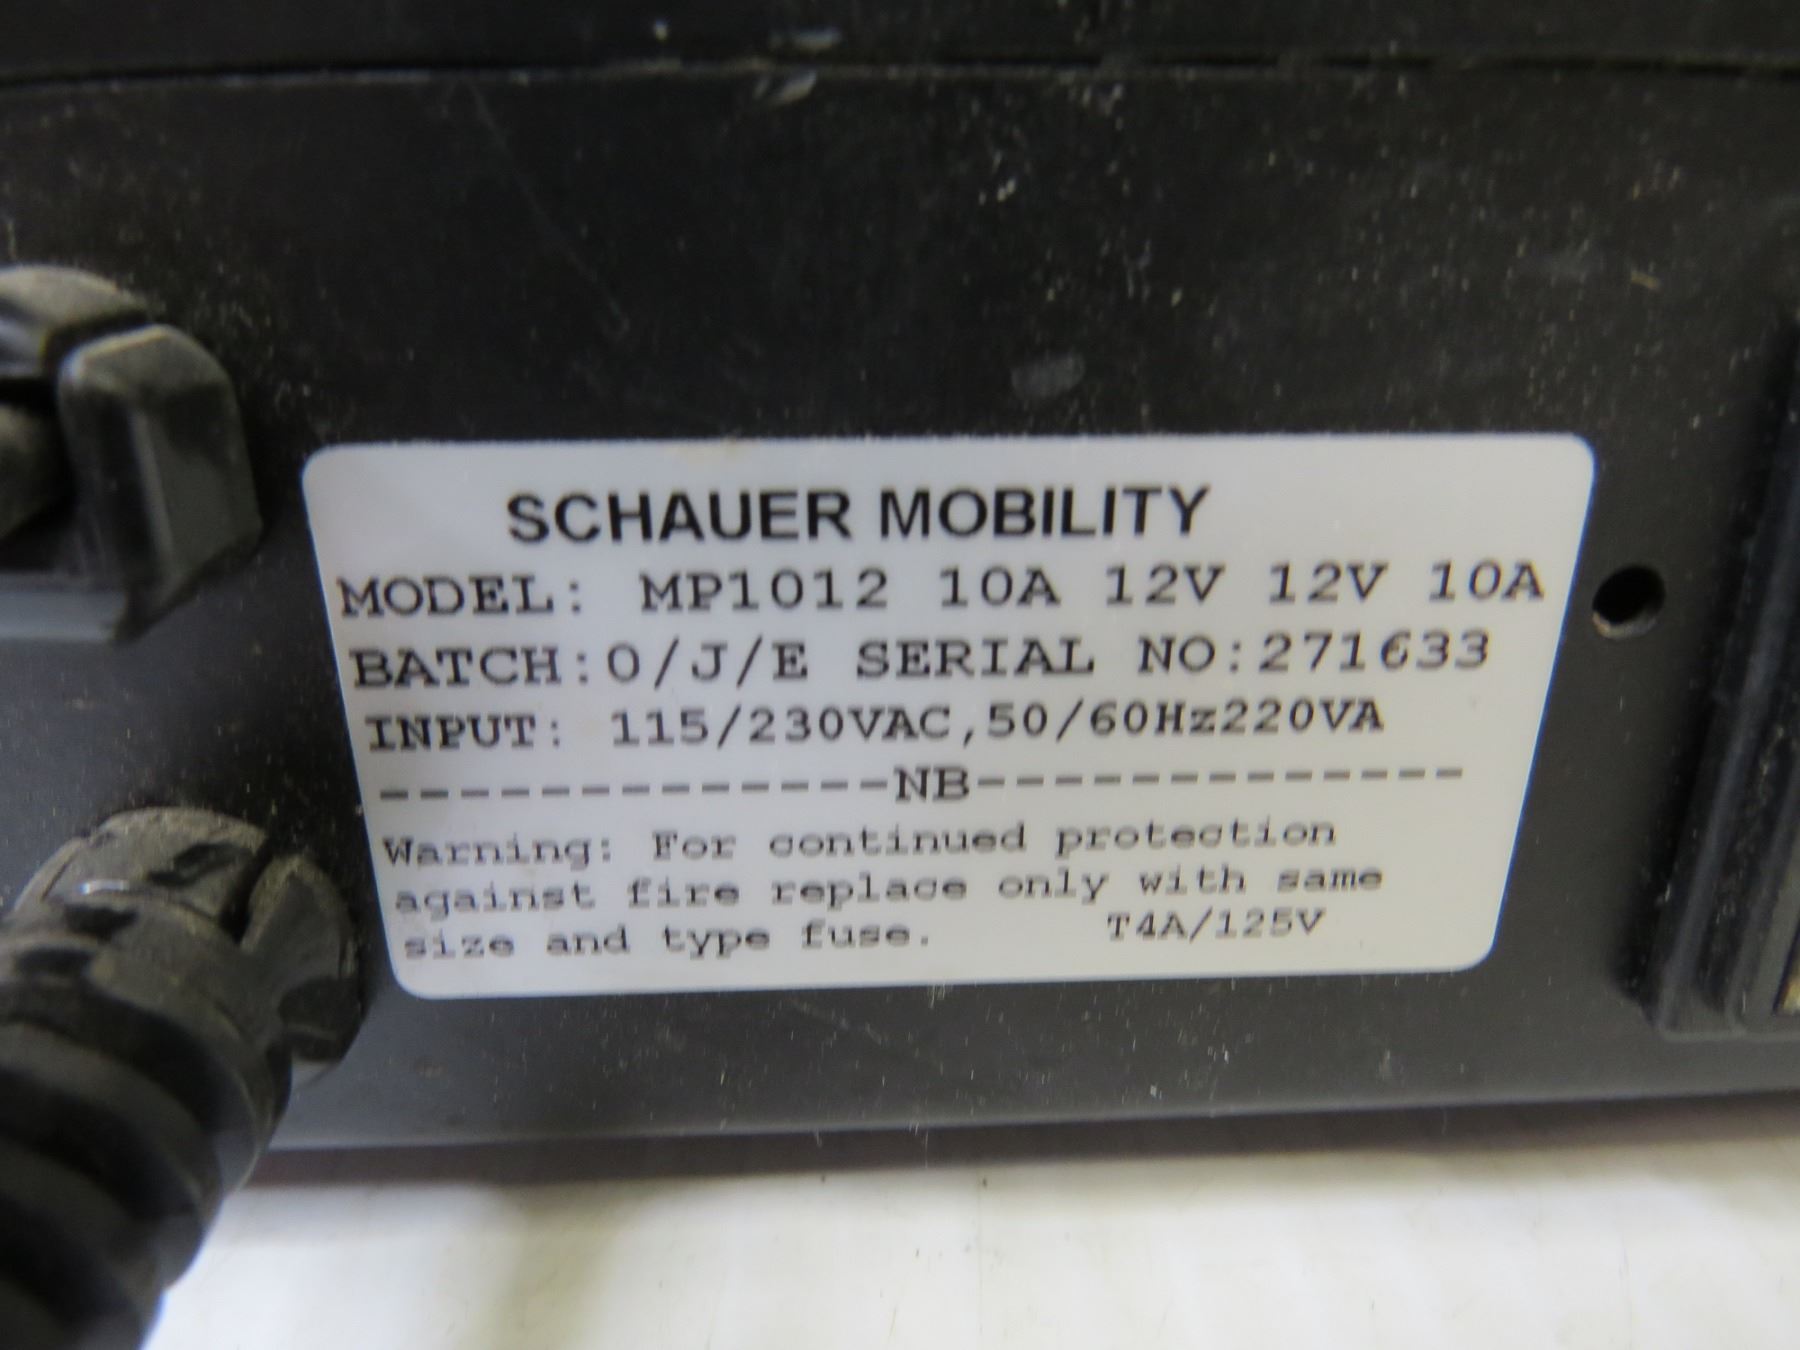 SCHAUER MOBILITY
MODEL: MP1012 10A 12V 12V 10A
BATCH:O/J/E SERIAL NO:271633
INPUT: 115/230VAC,50/60Hz220VA
-------------NB-------------
Warning: For continued protection
against fire replace only with same
size and type fuse. T4A/125V